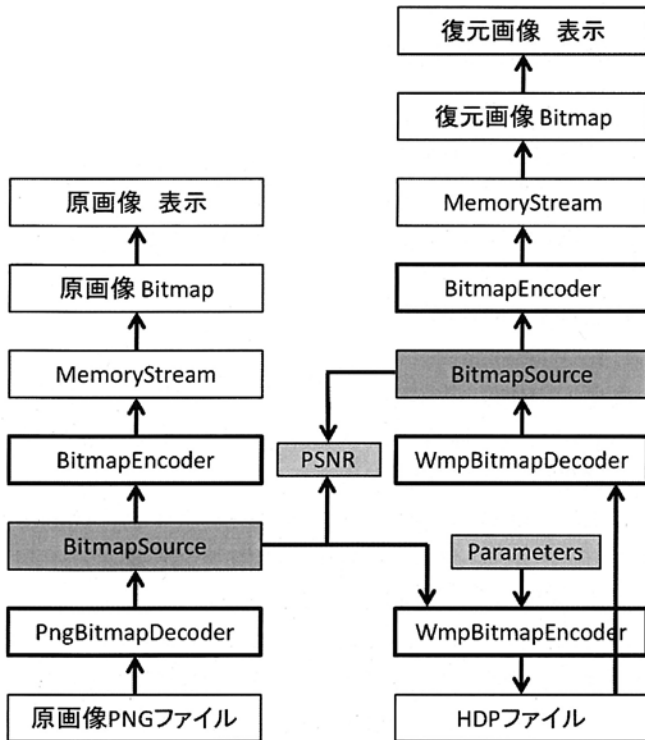 復元画像 表示
復元画像 Bitmap
MemoryStream
BitmapEncoder
BitmapSource
WmpBitmapDecoder
原画像 表示
原画像 Bitmap
MemoryStream
BitmapEncoder
BitmapSource
PngBitmapDecoder
原画像PNGファイル
PSNR
Parameters
WmpBitmapEncoder
HDPファイル